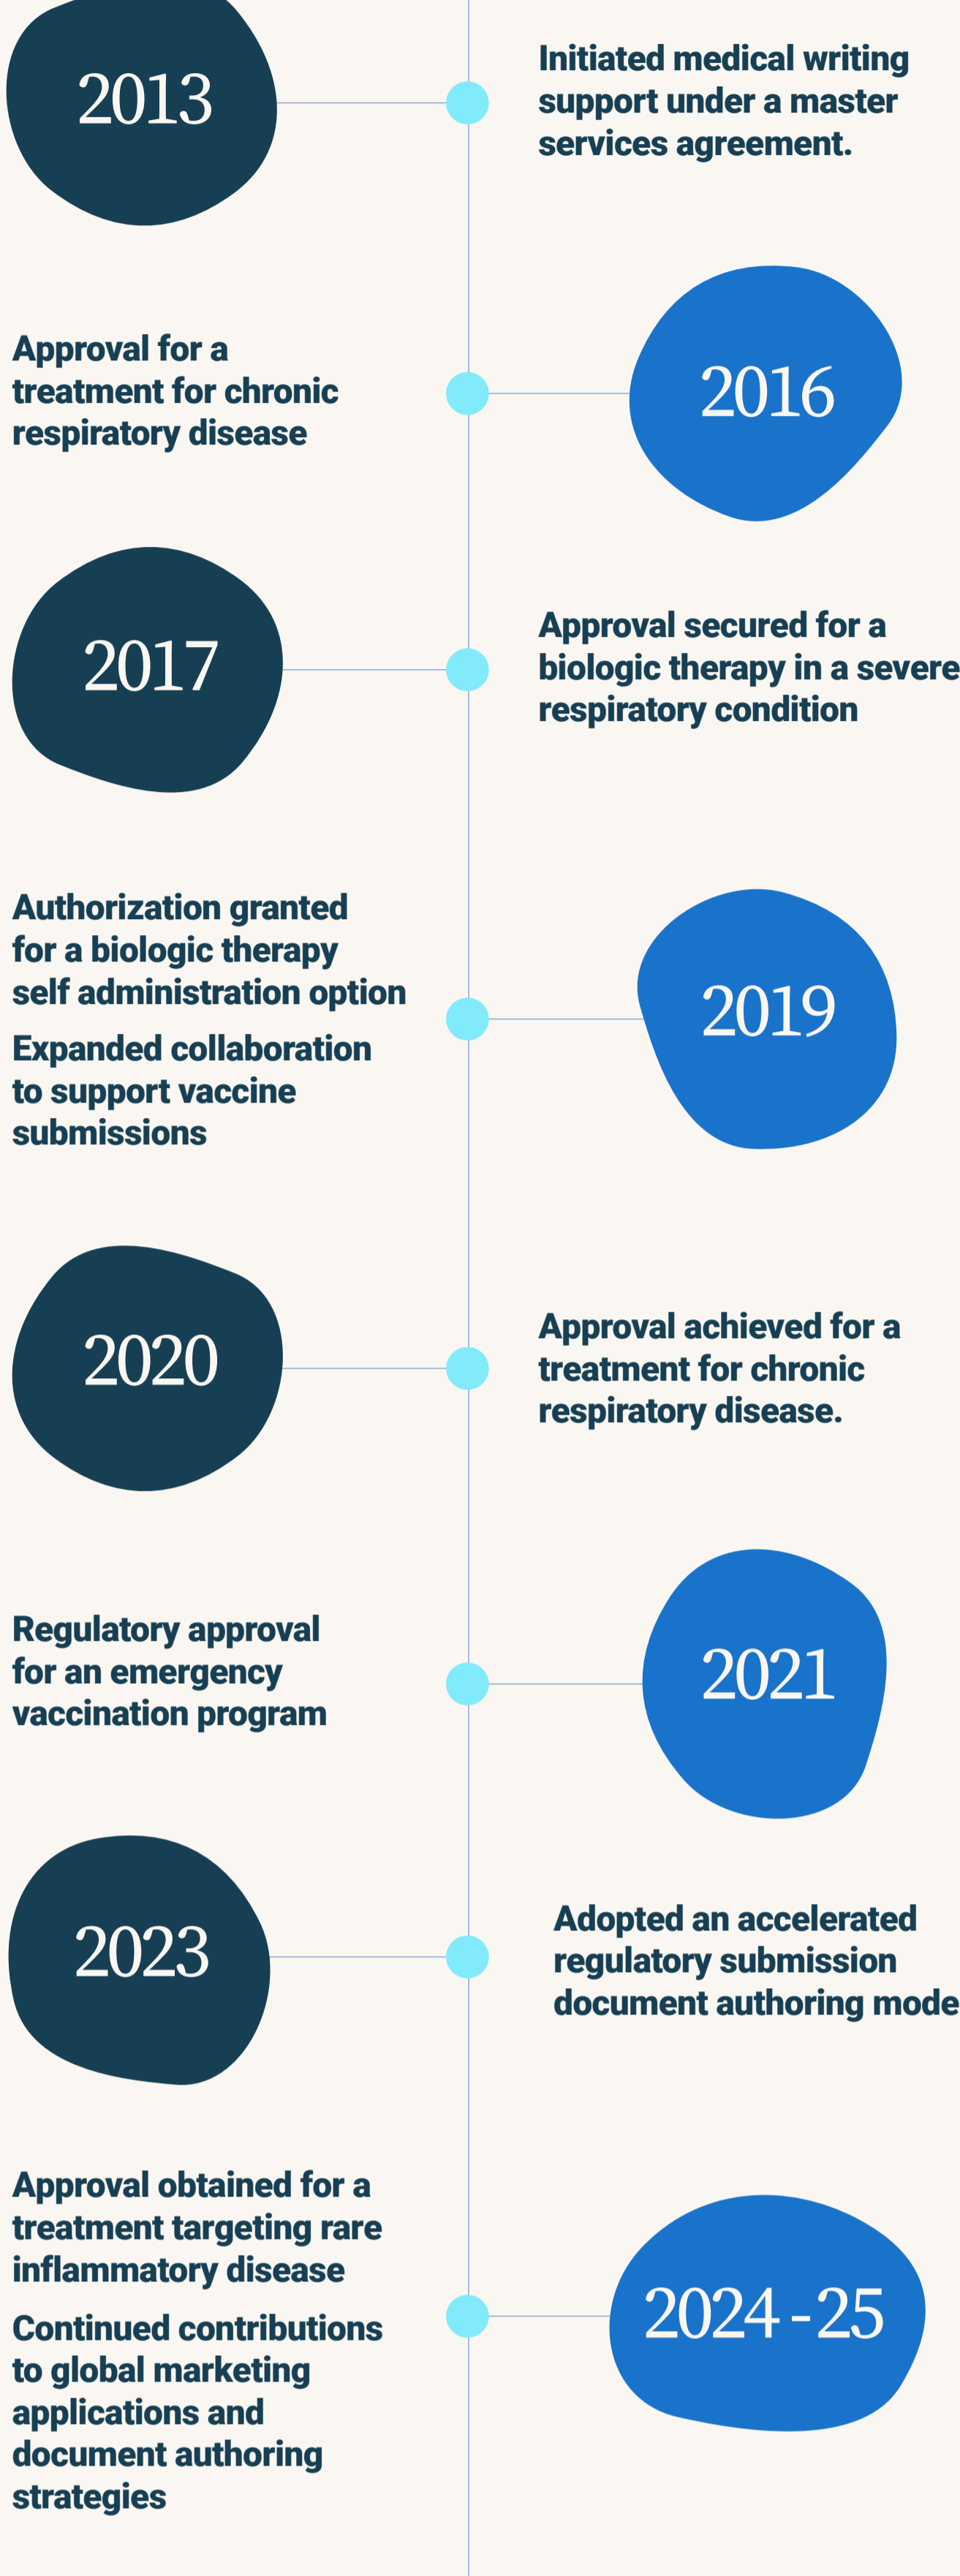 2013
Initiated medical writing
support under a master
services agreement.
2016
Approval for a
treatment for chronic
respiratory disease
2017
Approval secured for a
biologic therapy in a severe
respiratory condition
2019
Authorization granted
for a biologic therapy
self administration option
Expanded collaboration
to support vaccine
submissions
2020
Approval achieved for a
treatment for chronic
respiratory disease.
2021
Regulatory approval
for an emergency
vaccination program
2023
Adopted an accelerated
regulatory submission
document authoring mode
2024 - 25
Approval obtained for a
treatment targeting rare
inflammatory disease
Continued contributions
to global marketing
applications and
document authoring
strategies